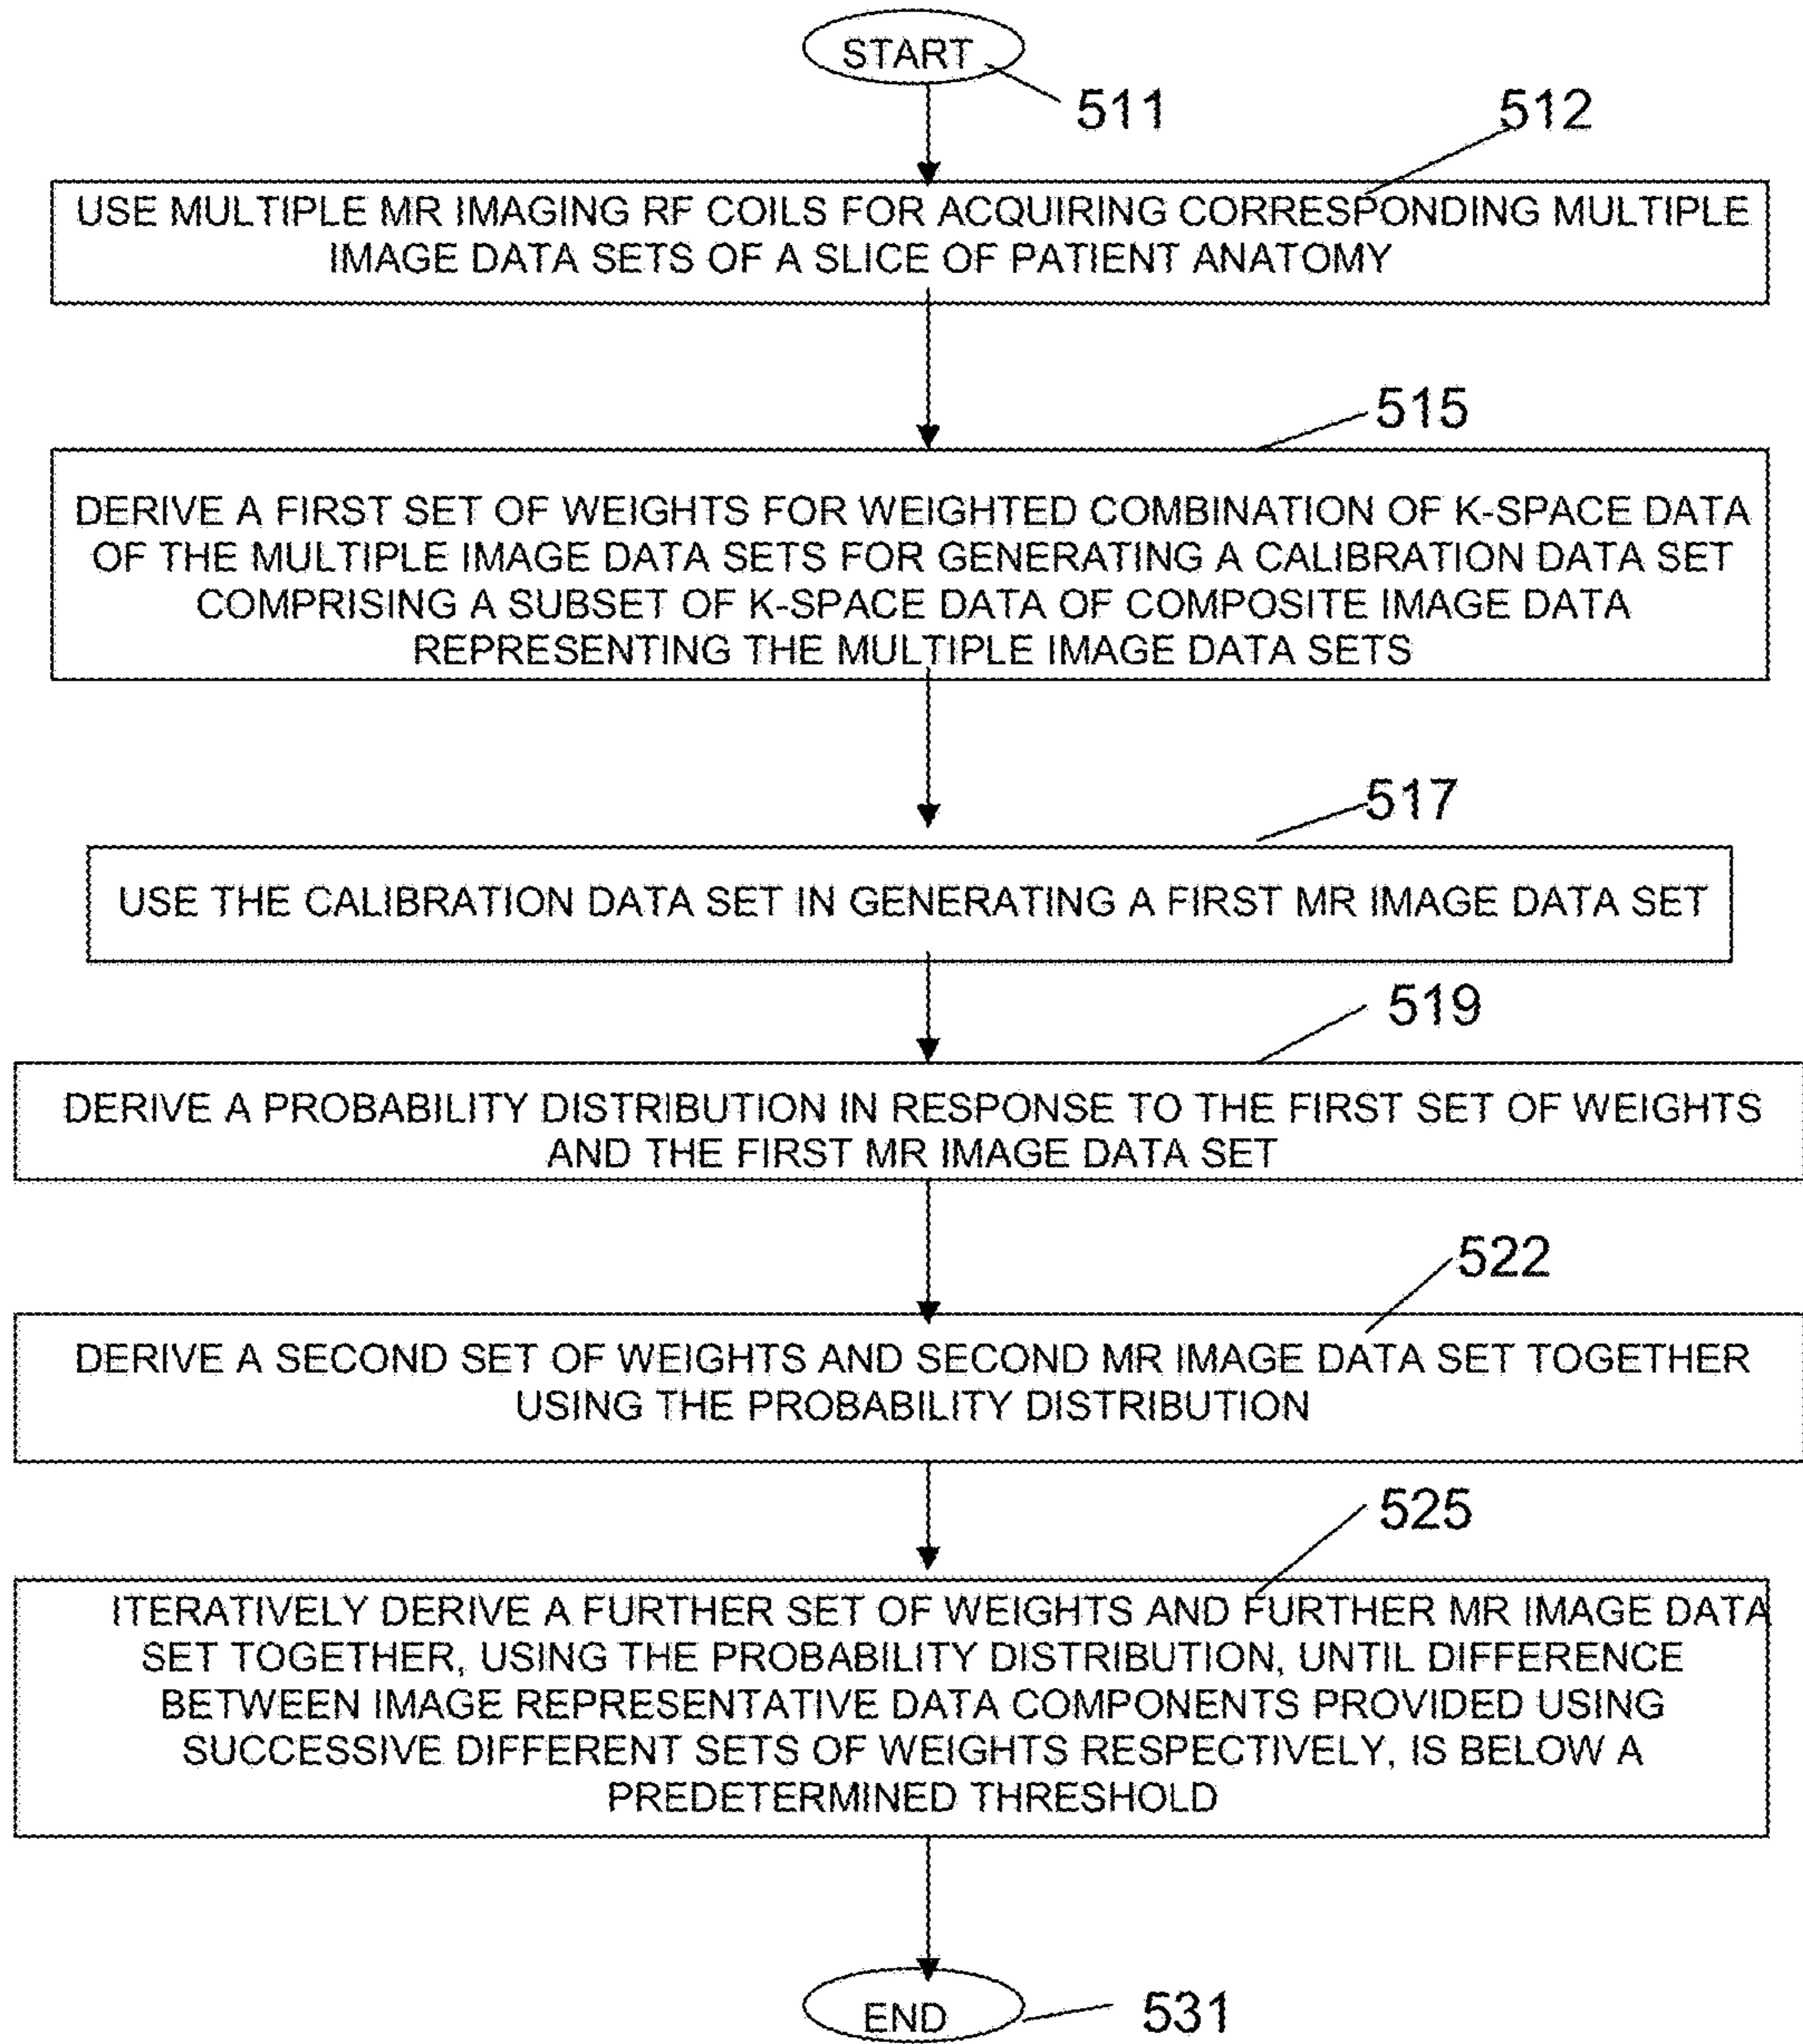 START
511
512
USE MULTIPLE MR IMAGING RF COILS FOR ACQUIRING CORRESPONDING MULTIPLE
IMAGE DATA SETS OF A SLICE OF PATIENT ANATOMY
515
DERIVE A FIRST SET OF WEIGHTS FOR WEIGHTED COMBINATION OF K-SPACE DATA
OF THE MULTIPLE IMAGE DATA SETS FOR GENERATING A CALIBRATION DATA SET
COMPRISING A SUBSET OF K-SPACE DATA OF COMPOSITE IMAGE DATA
REPRESENTING THE MULTIPLE IMAGE DATA SETS
517
USE THE CALIBRATION DATA SET IN GENERATING A FIRST MR IMAGE DATA SET
519
DERIVE A PROBABILITY DISTRIBUTION IN RESPONSE TO THE FIRST SET OF WEIGHTS
AND THE FIRST MR IMAGE DATA SET
522
DERIVE A SECOND SET OF WEIGHTS AND SECOND MR IMAGE DATA SET TOGETHER
USING THE PROBABILITY DISTRIBUTION
525
ITERATIVELY DERIVE A FURTHER SET OF WEIGHTS AND FURTHER MR IMAGE DATA
SET TOGETHER, USING THE PROBABILITY DISTRIBUTION, UNTIL DIFFERENCE
BETWEEN IMAGE REPRESENTATIVE DATA COMPONENTS PROVIDED USING
SUCCESSIVE DIFFERENT SETS OF WEIGHTS RESPECTIVELY, IS BELOW A
PREDETERMINED THRESHOLD
END
531